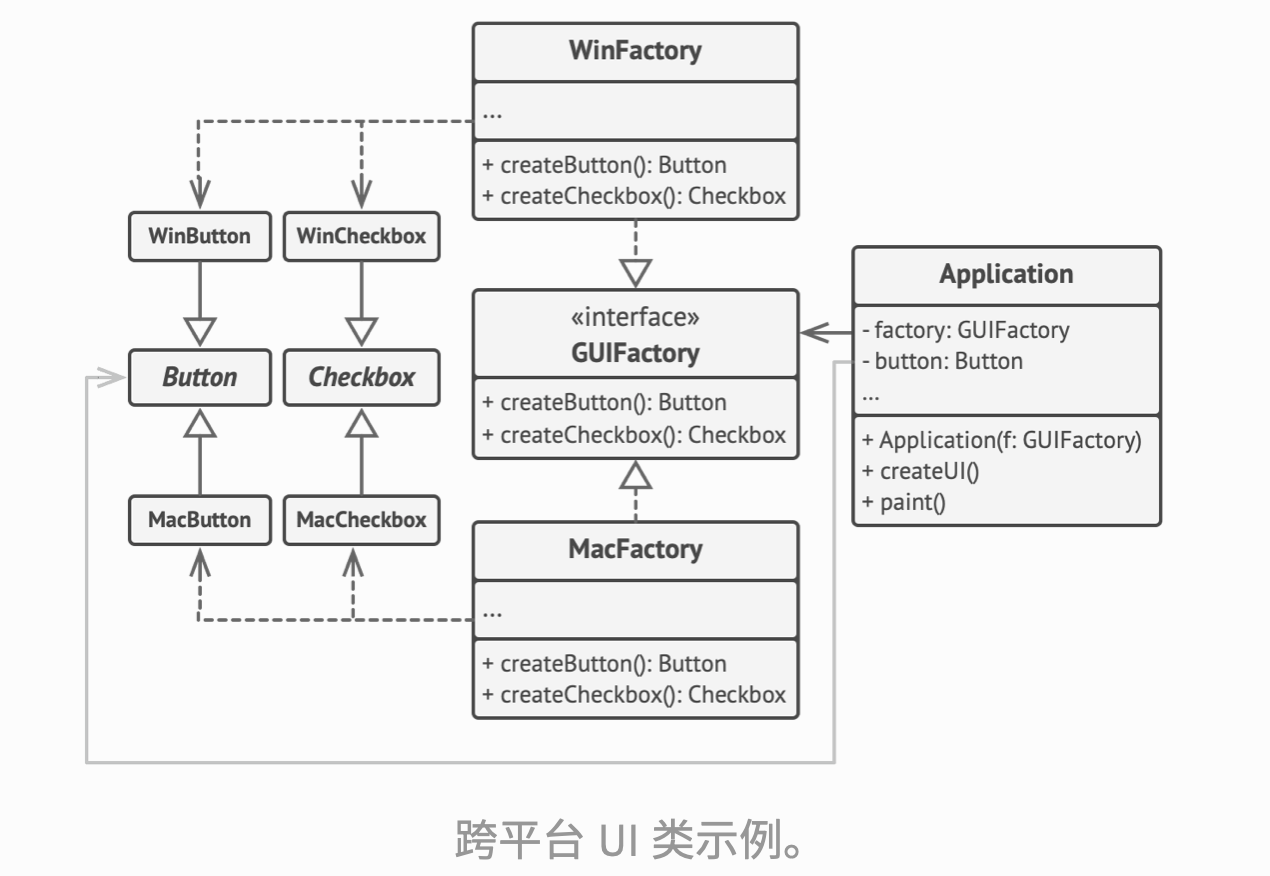 WinFactory
...
+ createButton(): Button
+ createCheckbox(): Checkbox
WinButton
WinCheckbox
Button
Checkbox
MacButton
MacCheckbox
«interface»
GUIFactory
+ createButton(): Button
+ createCheckbox(): Checkbox
Application
- factory: GUIFactory
- button: Button
...
+ Application(f: GUIFactory)
+ createUI()
+ paint()
MacFactory
...
+ createButton(): Button
+ createCheckbox(): Checkbox
跨平台 UI 类示例。